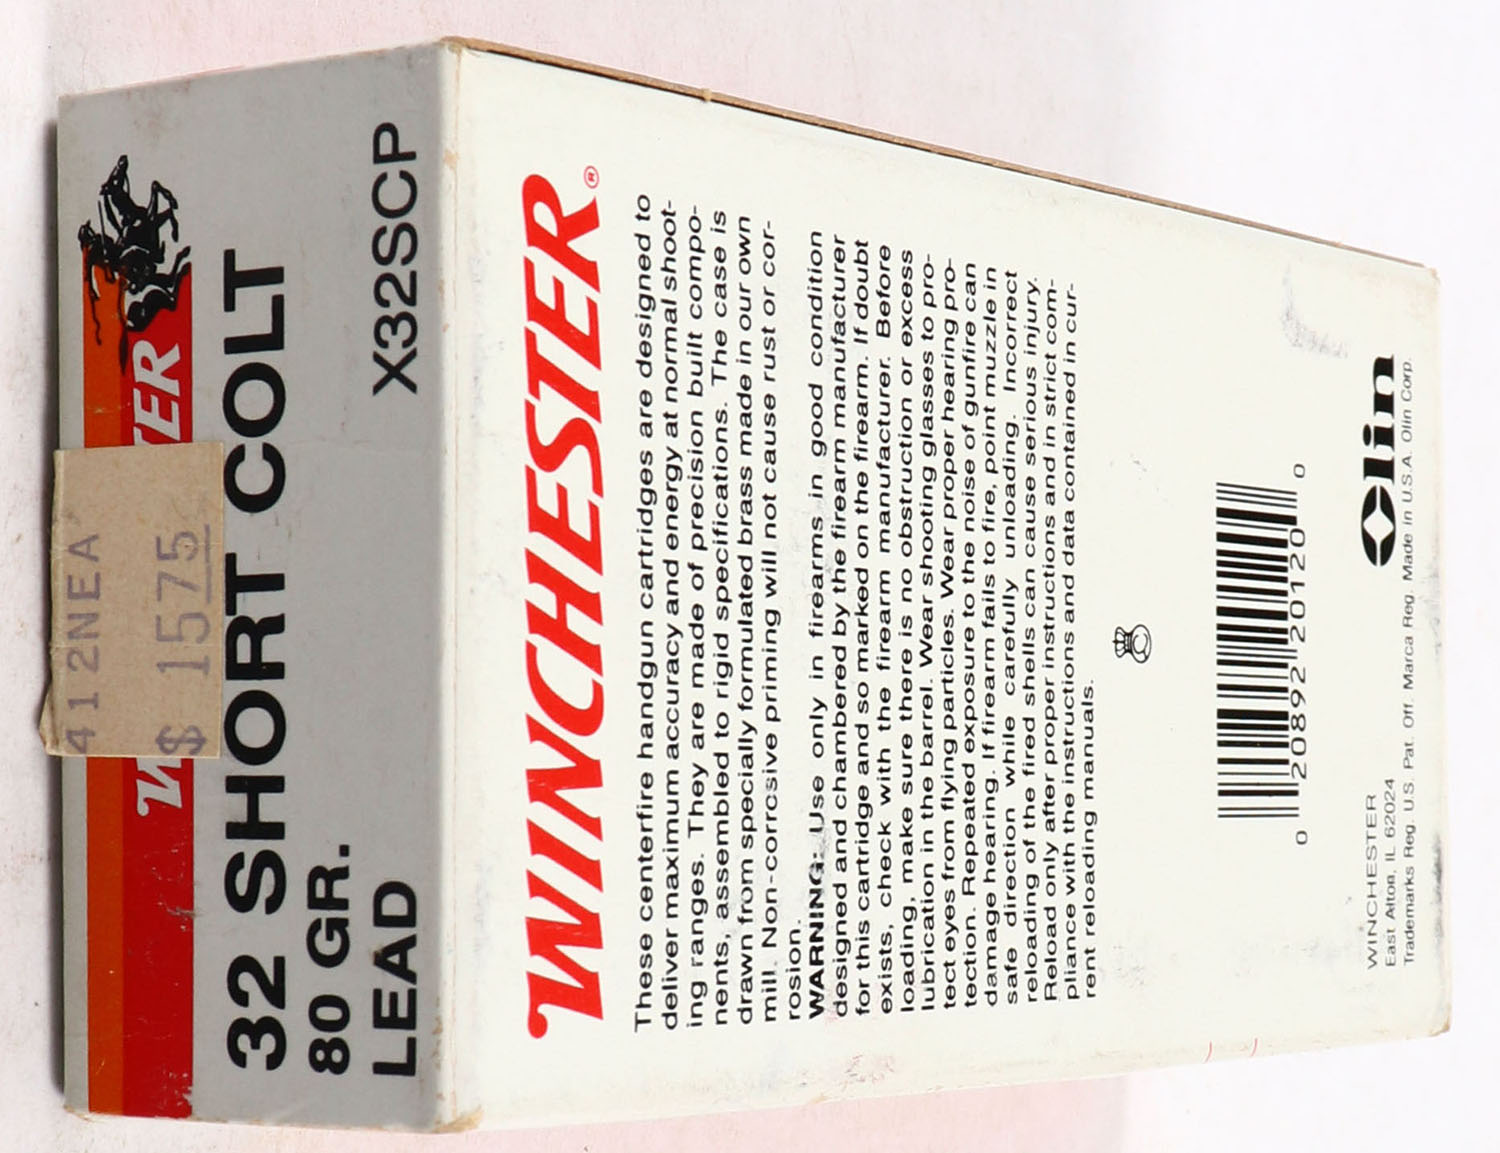 412NEA
$ 1575
W TER
32 SHORT COLT
80 GR.
LEAD
X32SCP
WINCHESTER®
These centerfire handgun cartridges are designed to
deliver maximum accuracy and energy at normal shoot-
ing ranges. They are made of precision built compo-
nents, assembled to rigid specifications. The case is
drawn from specially formulated brass made in our own
mill. Non-corrosive priming will not cause rust or cor-
rosion.
WARNING: Use only in firearms in good condition
designed and chambered by the firearm manufacturer
for this cartridge and so marked on the firearm. If doubt
exists, check with the firearm manufacturer. Before
loading, make sure there is no obstruction or excess
lubrication in the barrel. Wear shooting glasses to pro-
tect eyes from flying particles. Wear proper hearing pro-
tection. Repeated exposure to the noise of gunfire can
damage hearing. If firearm fails to fire, point muzzle in
safe direction while carefully unloading. Incorrect
reloading of the fired shells can cause serious injury.
Reload only after proper instructions and in strict com-
pliance with the instructions and data contained in cur-
rent reloading manuals.
0 20892 20120 0
WINCHESTER
East Alton, IL 62024
Trademarks Reg. U.S. Pat. Off. Marca Reg. Made in U.S.A. Olin Corp.
Olin